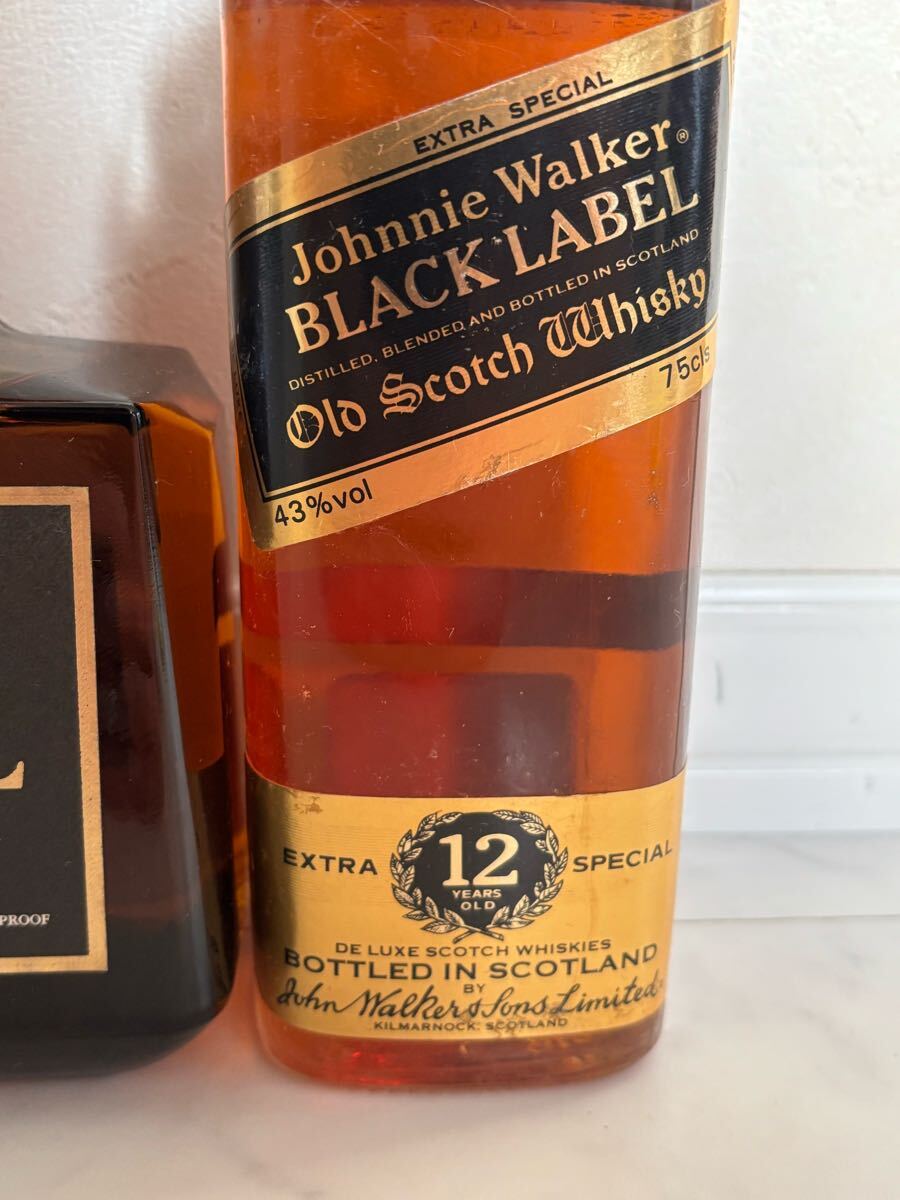 EXTRA SPECIAL
Johnnie Walker®
BLACK LABEL
DISTILLED, BLENDED AND BOTTLED IN SCOTLAND
Old Scotch Whisky
75cls
43%vol
EXTRA 12 SPECIAL
YEARS
OLD
DE LUXE SCOTCH WHISKIES
BOTTLED IN SCOTLAND
BY
John Walker & Sons Limited
KILMARNOCK, SCOTLAND
L
PROOF